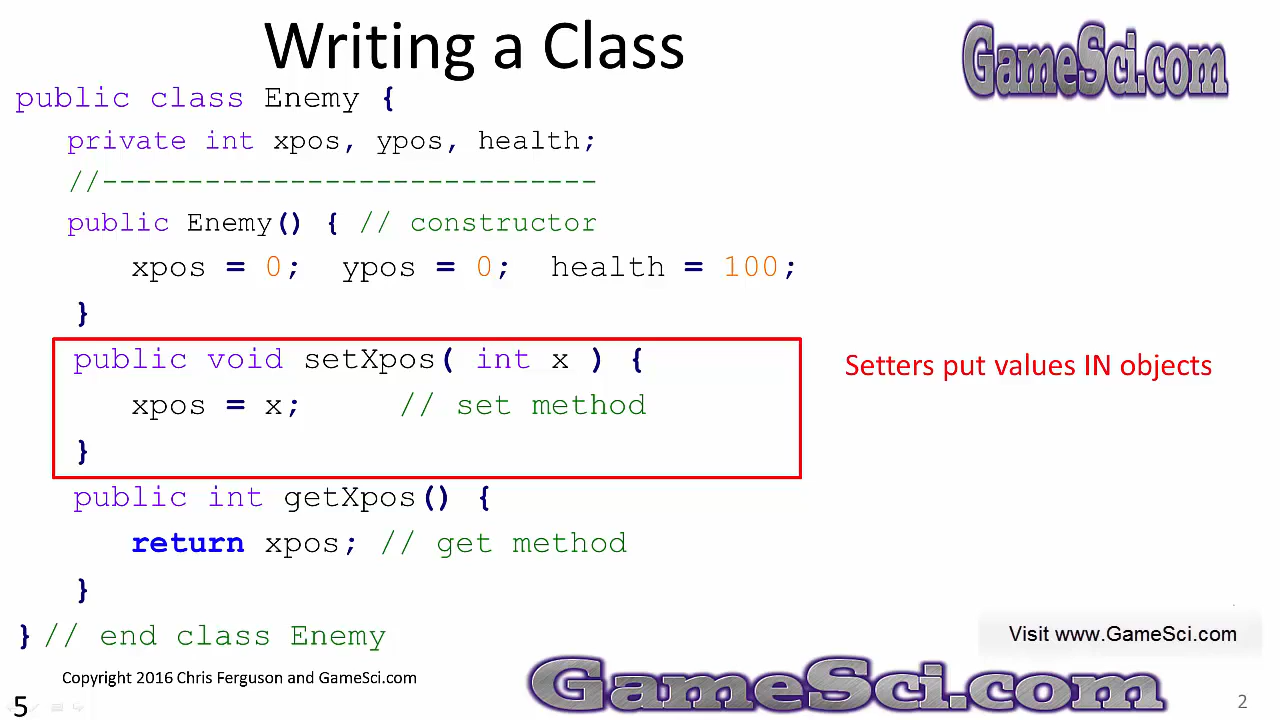 Writing a Class
GameSci.com
public class Enemy {
private int xpos, ypos, health;
//-----------------------------
public Enemy() { // constructor
xpos = 0; ypos = 0; health = 100;
}
public void setXpos( int x ) {
Setters put values IN objects
xpos = x; // set method
}
public int getXpos() {
return xpos; // get method
}
} // end class Enemy
Visit www.GameSci.com
Copyright 2016 Chris Ferguson and GameSci.com
GameSci.com
5
2